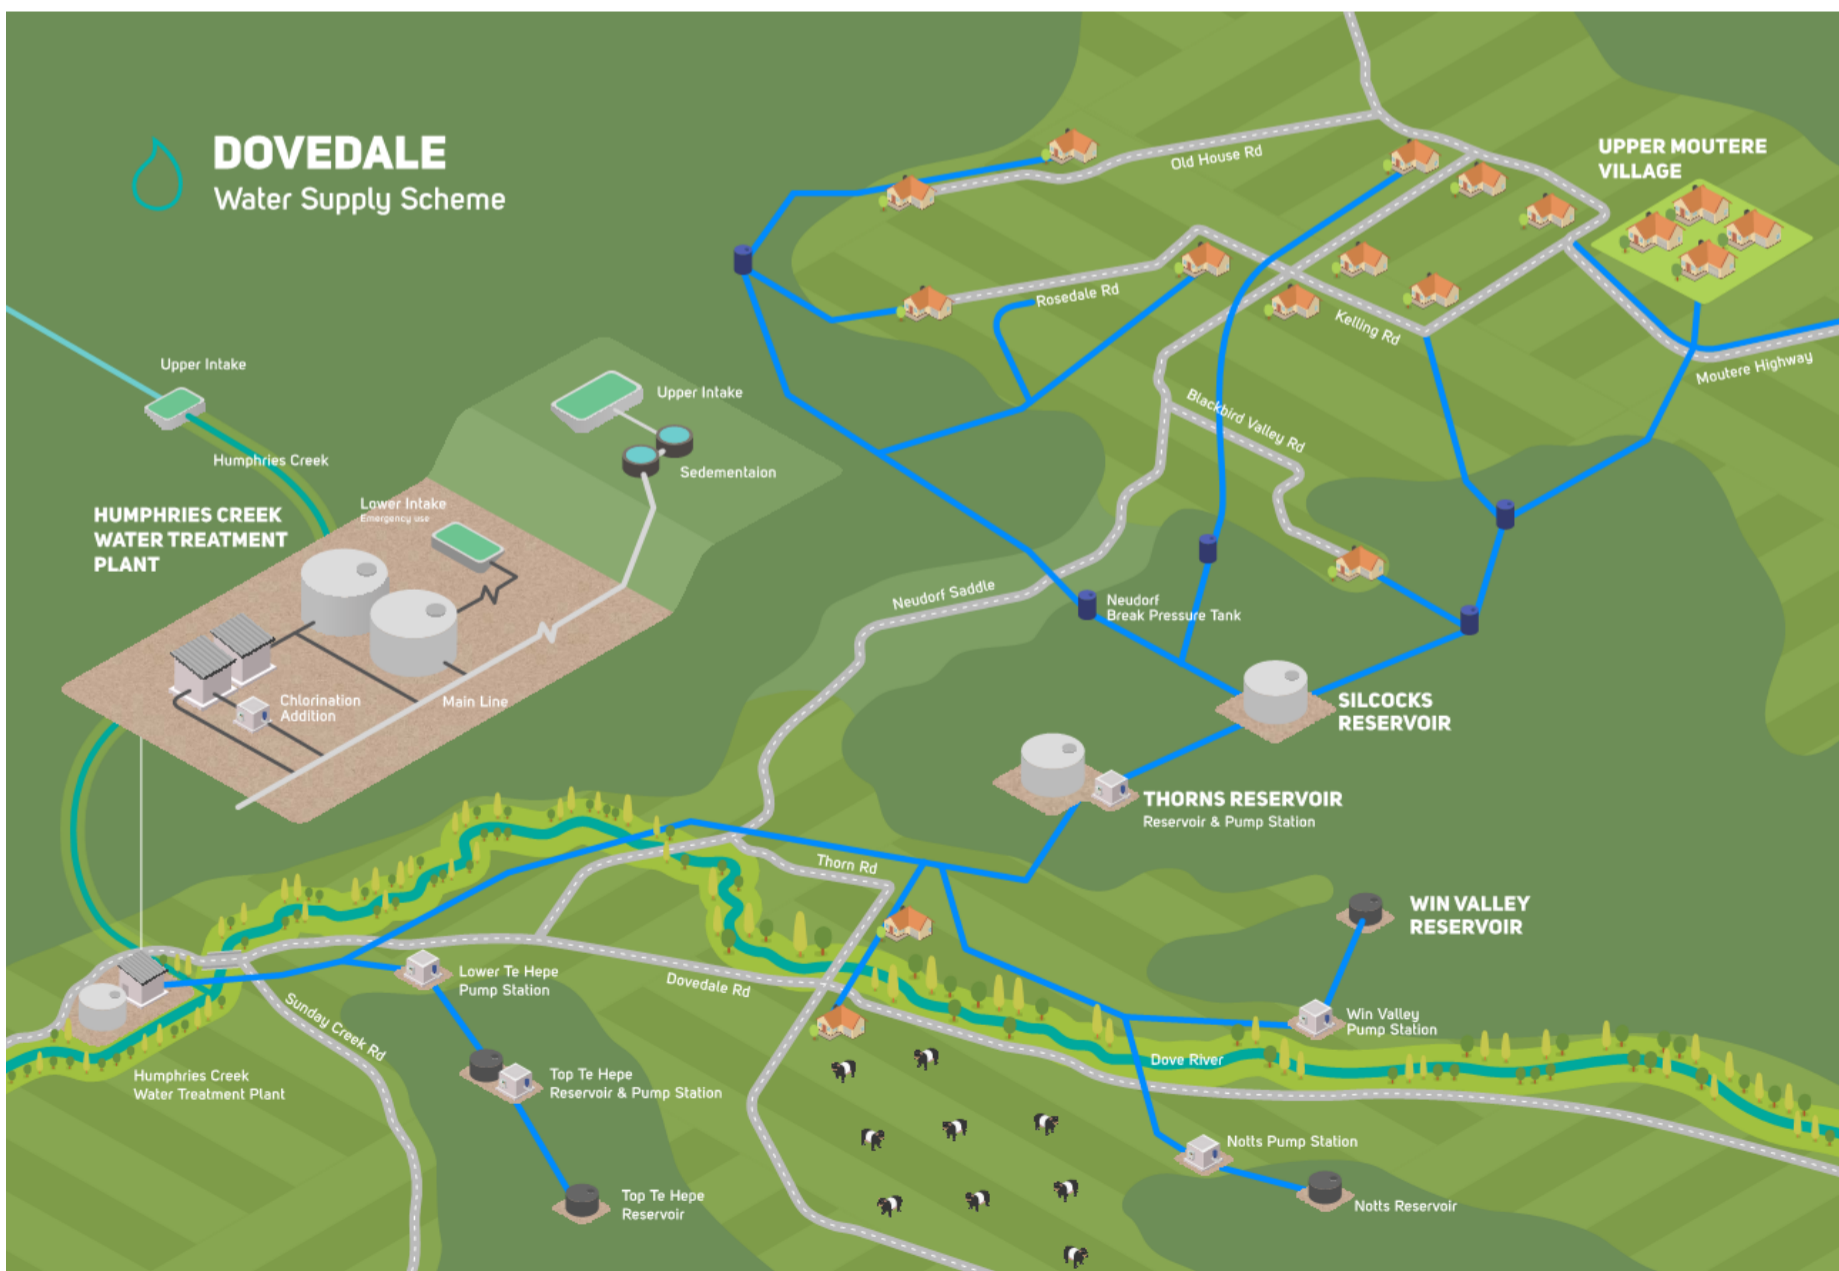 DOVEDALE
Water Supply Scheme
UPPER MOUTERE
VILLAGE
Old House Rd
Rosedale Rd
Kelling Rd
Moutere Highway
Blackbird Valley Rd
Upper Intake
Humphries Creek
Upper Intake
Sedementaion
Lower Intake
Emergency use
HUMPHRIES CREEK
WATER TREATMENT
PLANT
Chlorination
Addition
Main Line
Neudorf Saddle
Neudorf
Break Pressure Tank
SILCOCKS
RESERVOIR
THORNS RESERVOIR
Reservoir & Pump Station
Thorn Rd
WIN VALLEY
RESERVOIR
Win Valley
Pump Station
Dovedale Rd
Lower Te Hepe
Pump Station
Sunday Creek Rd
Dove River
Humphries Creek
Water Treatment Plant
Top Te Hepe
Reservoir & Pump Station
Notts Pump Station
Top Te Hepe
Reservoir
Notts Reservoir